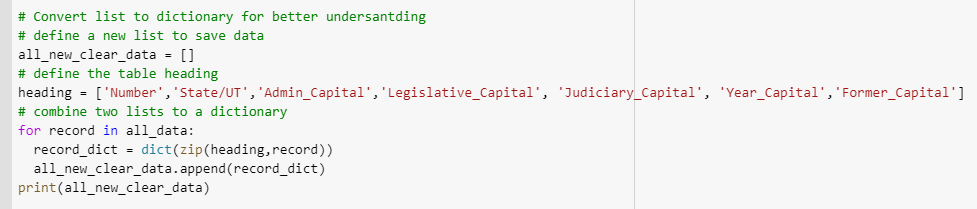 # Convert list to dictionary for better undersantding
# define a new list to save data
all_new_clear_data = []
# define the table heading
heading = ['Number','State/UT','Admin_Capital','Legislative_Capital', 'Judiciary_Capital', 'Year_Capital','Former_Capital']
# combine two lists to a dictionary
for record in all_data:
  record_dict = dict(zip(heading,record))
  all_new_clear_data.append(record_dict)
print(all_new_clear_data)